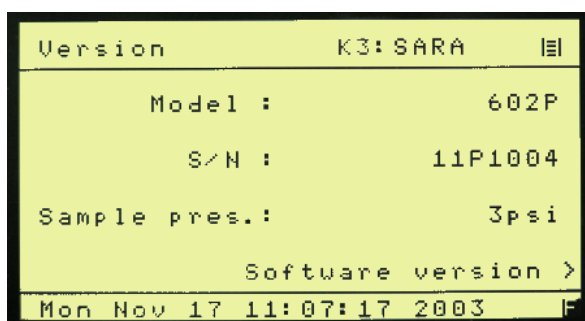 Version K3:SARA
Model : 602P
S/N : 11P1004
Sample pres.: 3psi
Software version >
Mon Nov 17 11:07:17 2003